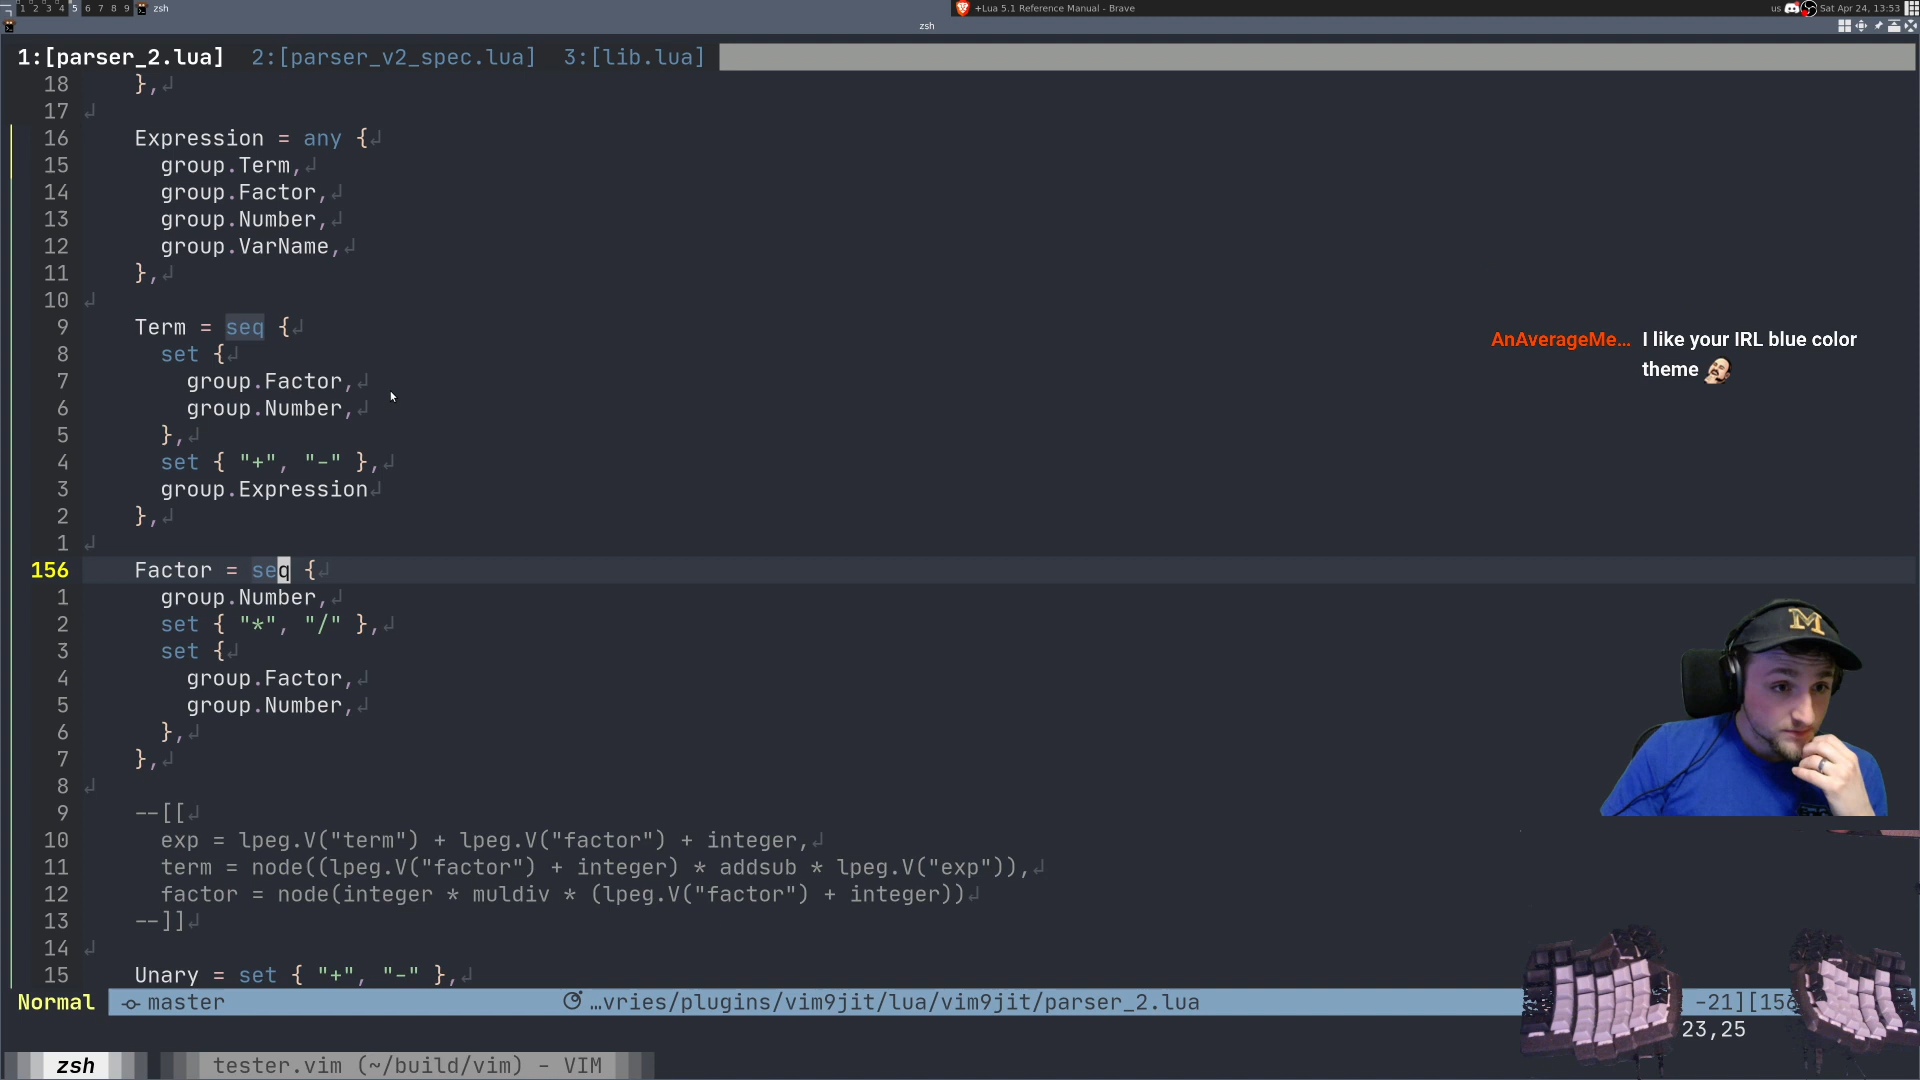 1 2 3 4 5 6 7 8 9 zsh
+Lua 5.1 Reference Manual - Brave
us Sat Apr 24, 13:53
zsh
1:[parser_2.lua] 2:[parser_v2_spec.lua] 3:[lib.lua]
18 },
17
16 Expression = any {
15 group.Term,
14 group.Factor,
13 group.Number,
12 group.VarName,
11 },
10
9 Term = seq {
8 set {
7 group.Factor,
6 group.Number,
5 },
4 set { "+", "-" },
3 group.Expression
2 },
1
156 Factor = seq {
1 group.Number,
2 set { "*", "/" },
3 set {
4 group.Factor,
5 group.Number,
6 },
7 },
8
9 --[[
10 exp = lpeg.V("term") + lpeg.V("factor") + integer,
11 term = node((lpeg.V("factor") + integer) * addsub * lpeg.V("exp")),
12 factor = node(integer * muldiv * (lpeg.V("factor") + integer))
13 --]]
14
15 Unary = set { "+", "-" },
AnAverageMe... I like your IRL blue color
theme
M
Normal master …vries/plugins/vim9jit/lua/vim9jit/parser_2.lua -21][156
23,25
zsh tester.vim (~/build/vim) - VIM